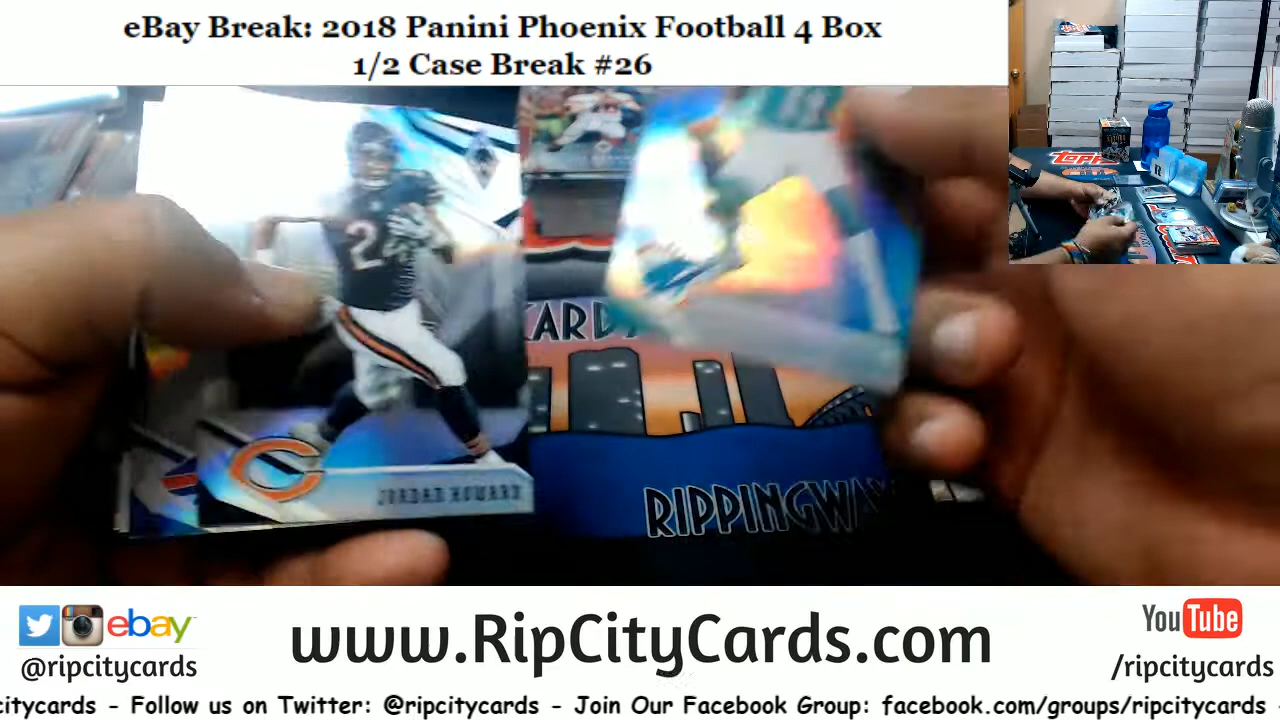 eBay Break: 2018 Panini Phoenix Football 4 Box
1/2 Case Break #26
TOPPS
24
CARD
JORDAN HOWARD
RIPPINGWA
ebay
@ripcitycards
www.RipCityCards.com
YouTube
/ripcitycards
citycards - Follow us on Twitter: @ripcitycards - Join Our Facebook Group: facebook.com/groups/ripcitycards -